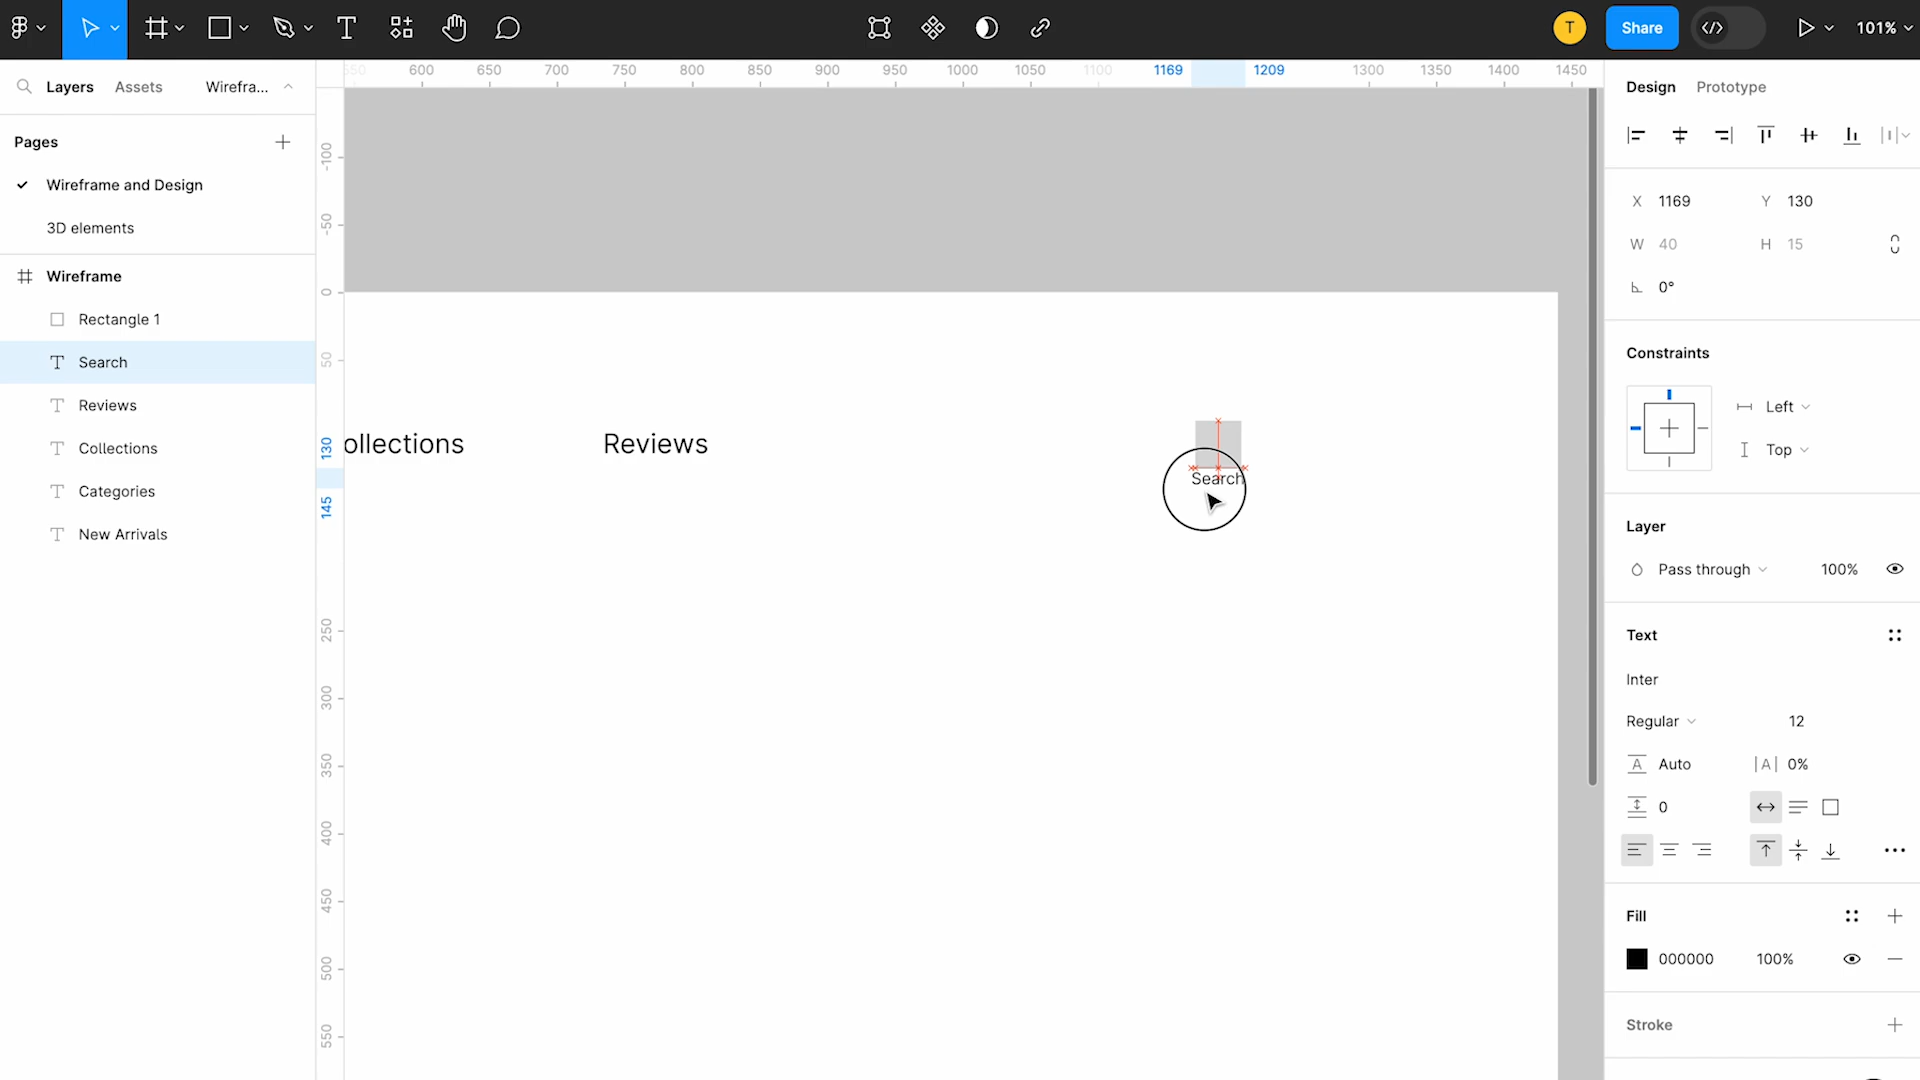 T
Share
101%
Layers
Assets
Wirefra...
Pages
Wireframe and Design
3D elements
Wireframe
Rectangle 1
Search
Reviews
Collections
Categories
New Arrivals
550 600 650 700 750 800 850 900 950 1000 1050 1100 1169 1209 1300 1350 1400 1450
-100
-50
0
50
130
145
250
300
350
400
450
500
550
ollections
Reviews
Search
Design
Prototype
X 1169 Y 130
W 40 H 15
0°
Constraints
Left
Top
Layer
Pass through 100%
Text
Inter
Regular 12
A Auto |A| 0%
0
Fill
000000 100%
Stroke